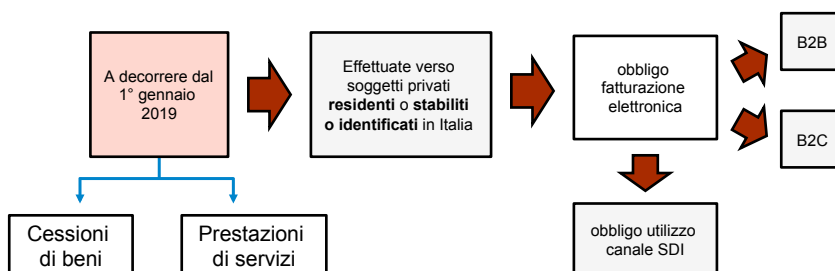 A decorrere dal
1° gennaio
2019
Effettuate verso
soggetti privati
residenti o stabiliti
o identificati in Italia
obbligo
fatturazione
elettronica
B2B
B2C
Cessioni
di beni
Prestazioni
di servizi
obbligo utilizzo
canale SDI